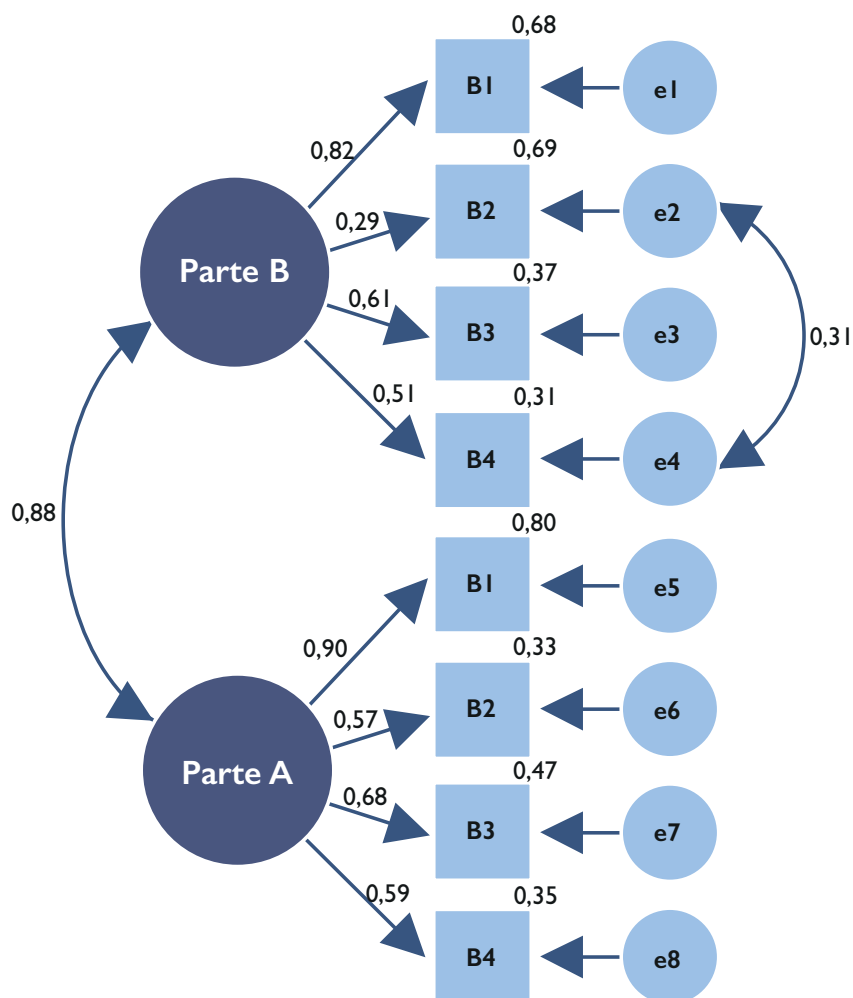 0,68
B1
e1
0,82
0,69
B2
e2
0,29
Parte B
0,37
0,61
B3
e3
0,31
0,51
0,31
B4
e4
0,88
0,80
B1
e5
0,90
0,33
B2
e6
0,57
Parte A
0,47
0,68
B3
e7
0,59
0,35
B4
e8